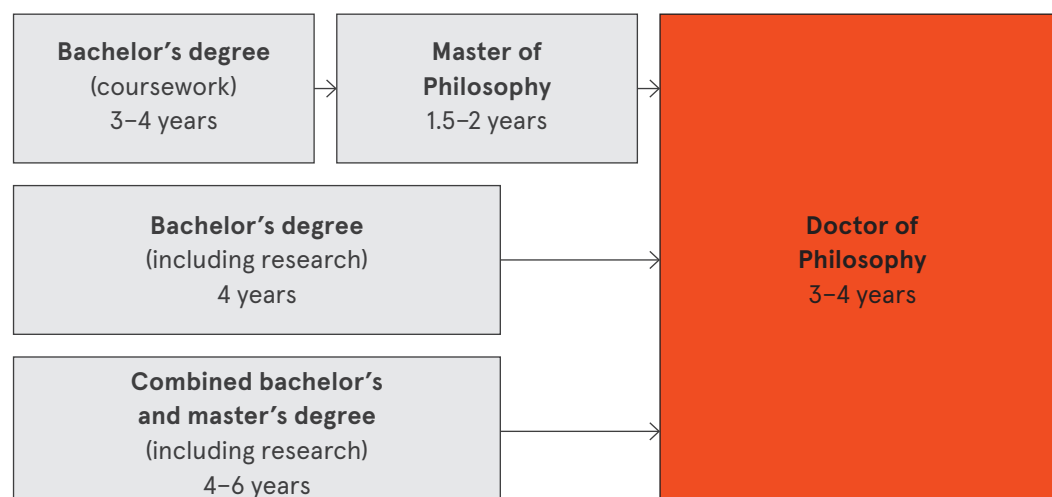 Bachelor’s degree
(coursework)
3–4 years
Master of
Philosophy
1.5–2 years
Bachelor’s degree
(including research)
4 years
Combined bachelor’s
and master’s degree
(including research)
4–6 years
Doctor of
Philosophy
3–4 years